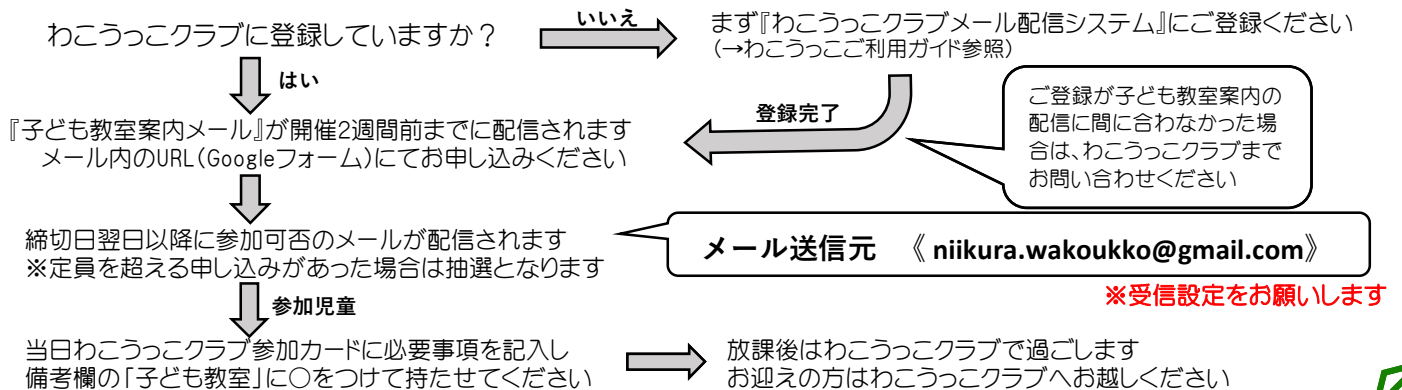 わこうっこクラブに登録していますか？
いいえ
まず『わこうっこクラブメール配信システム』にご登録ください
（→わこうっこご利用ガイド参照）
はい
登録完了
ご登録が子ども教室案内の
配信に間に合わなかった場
合は、わこうっこクラブまで
お問い合わせください
『子ども教室案内メール』が開催2週間前までに配信されます
メール内のURL（Googleフォーム）にてお申し込みください
締切日翌日以降に参加可否のメールが配信されます
※定員を超える申し込みがあった場合は抽選となります
メール送信元　《 niikura.wakoukko@gmail.com》
※受信設定をお願いします
参加児童
当日わこうっこクラブ参加カードに必要事項を記入し
備考欄の「子ども教室」に○をつけて持たせてください
放課後はわこうっこクラブで過ごします
お迎えの方はわこうっこクラブへお越しください